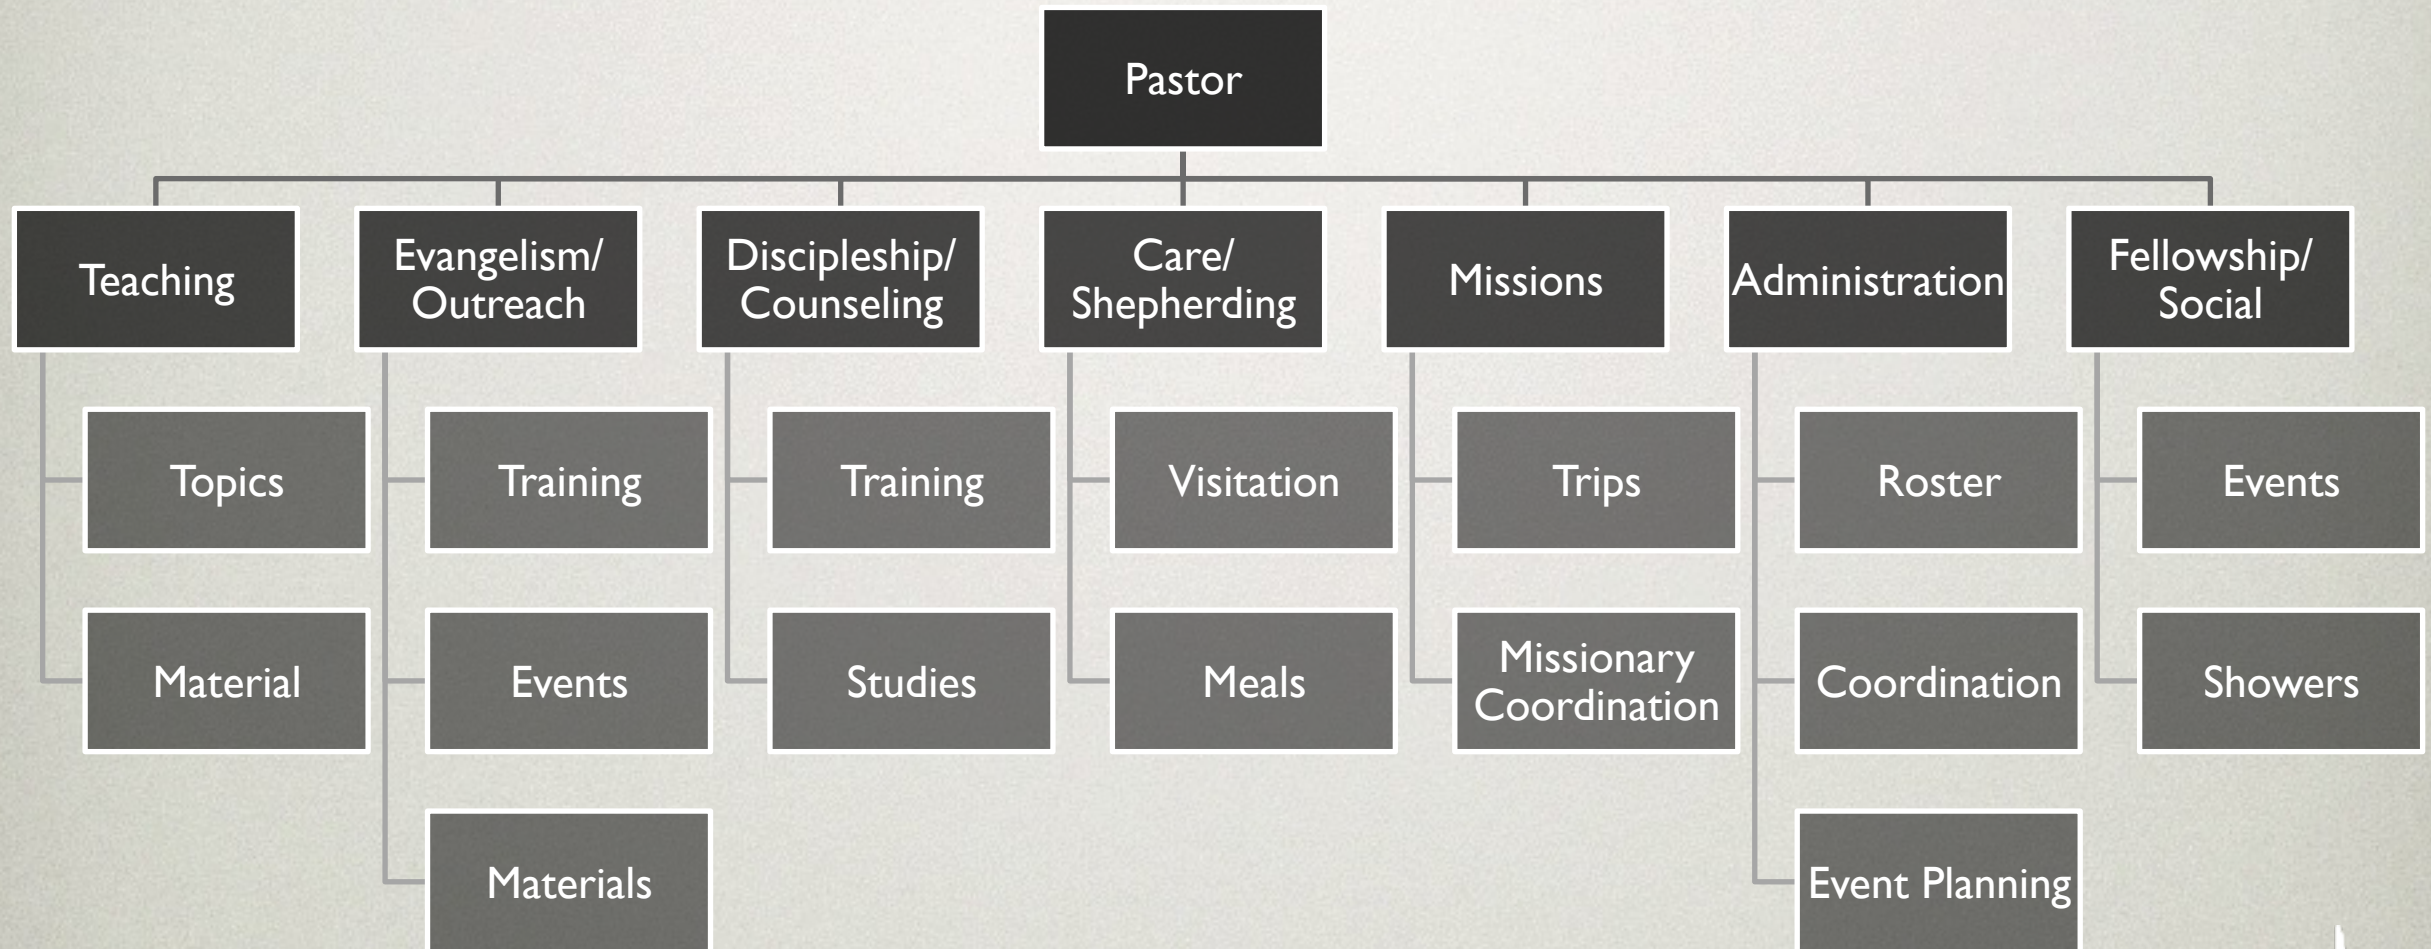 Pastor
Teaching
Evangelism/
Outreach
Discipleship/
Counseling
Care/
Shepherding
Missions
Administration
Fellowship/
Social
Topics
Training
Training
Visitation
Trips
Roster
Events
Material
Events
Studies
Meals
Missionary
Coordination
Coordination
Showers
Materials
Event Planning